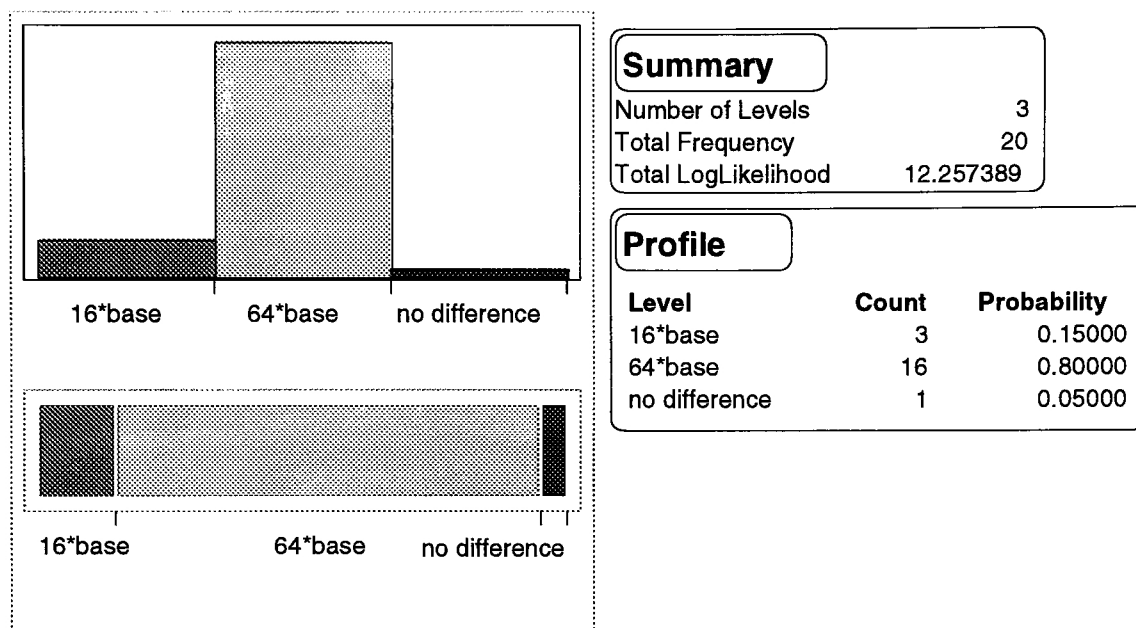 16*base 64*base no difference
16*base 64*base no difference
Summary
Number of Levels 3
Total Frequency 20
Total LogLikelihood 12.257389
Profile
Level Count Probability
16*base 3 0.15000
64*base 16 0.80000
no difference 1 0.05000